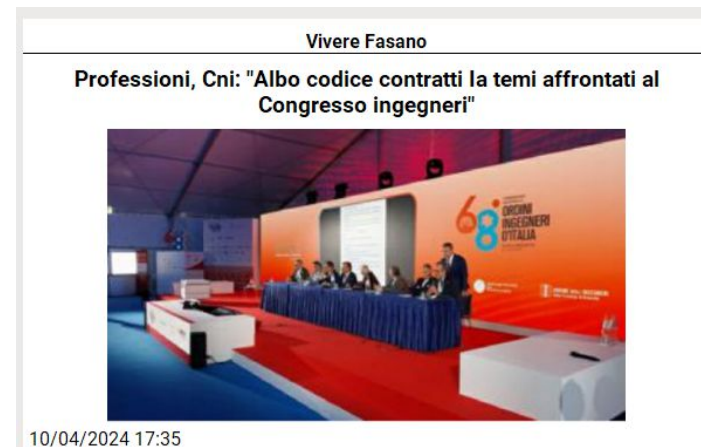 Vivere Fasano
Professioni, Cni: "Albo codice contratti Ia temi affrontati al
Congresso ingegneri"
68°
ORDINI
INGEGNERI
D'ITALIA
10/04/2024 17:35